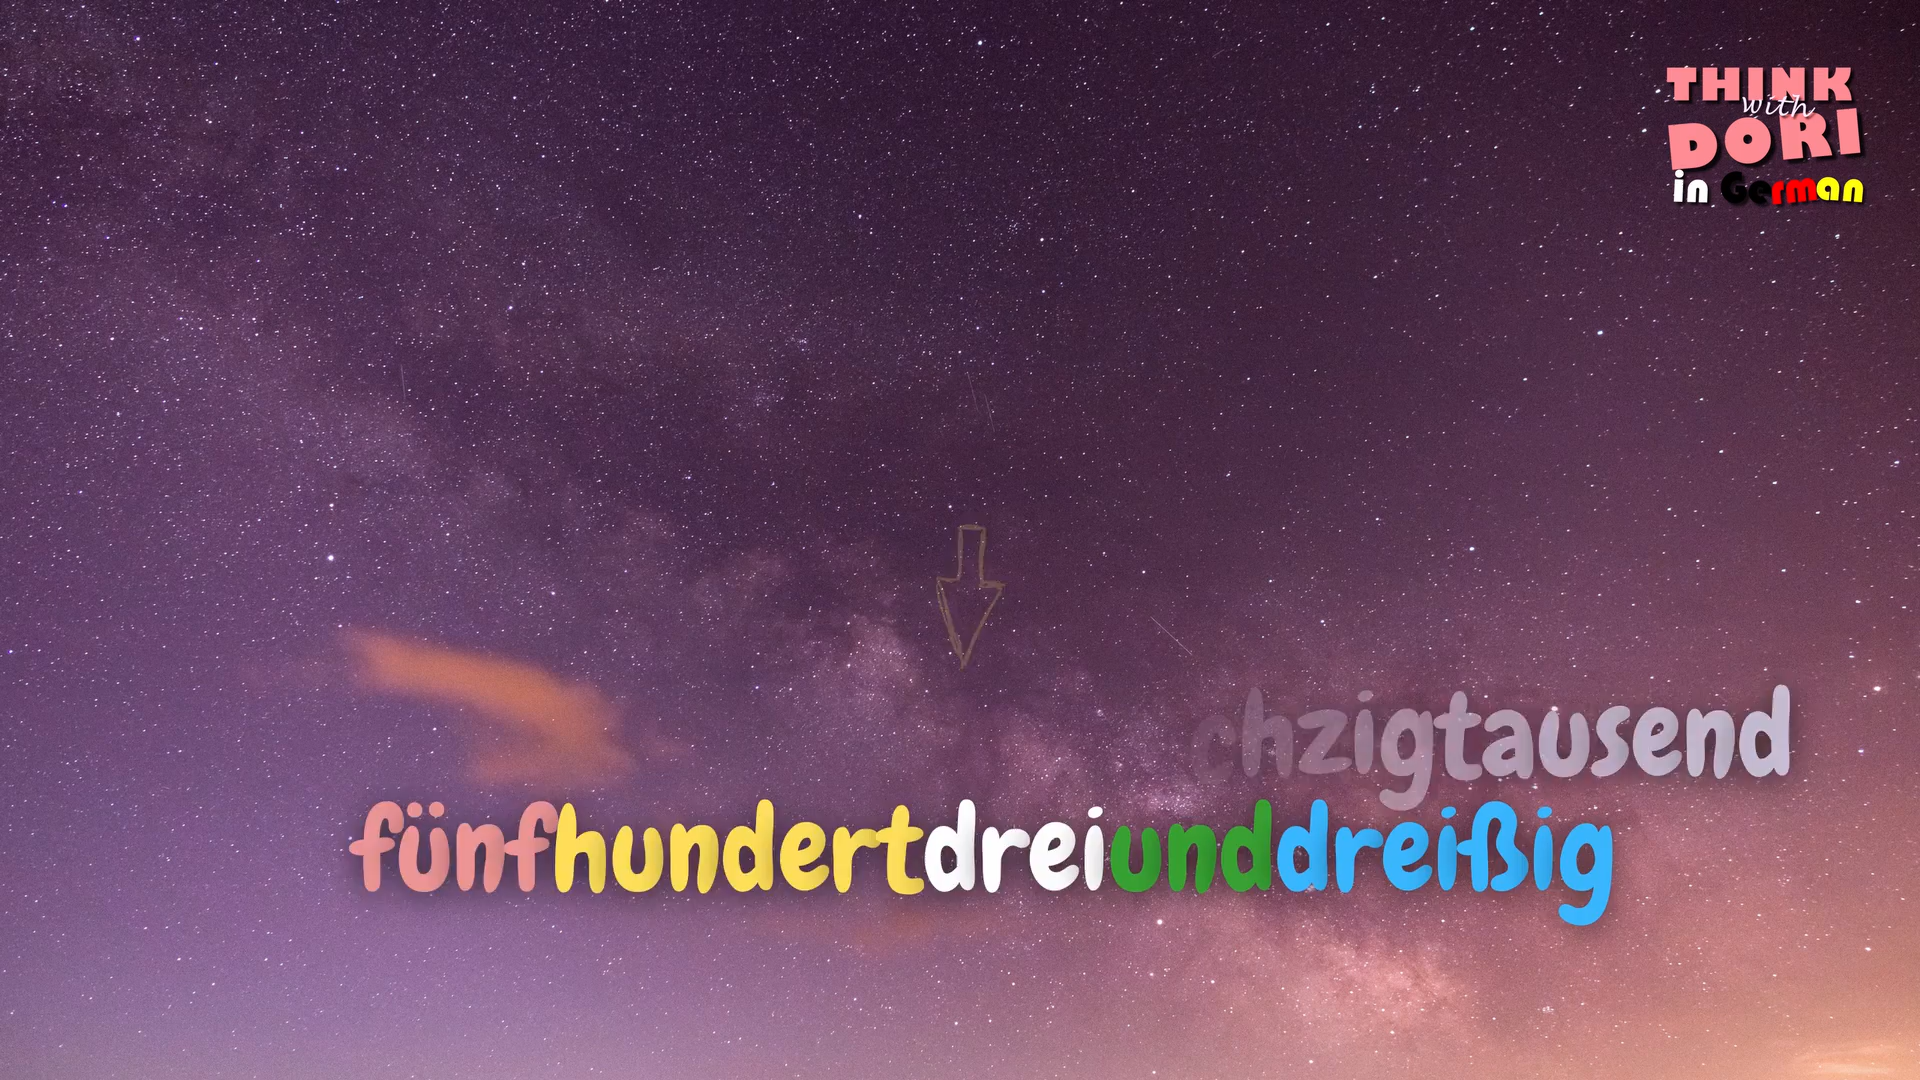 THINK
with
DORI
in German
chzigtausend
fünfhundertdreiunddreißig